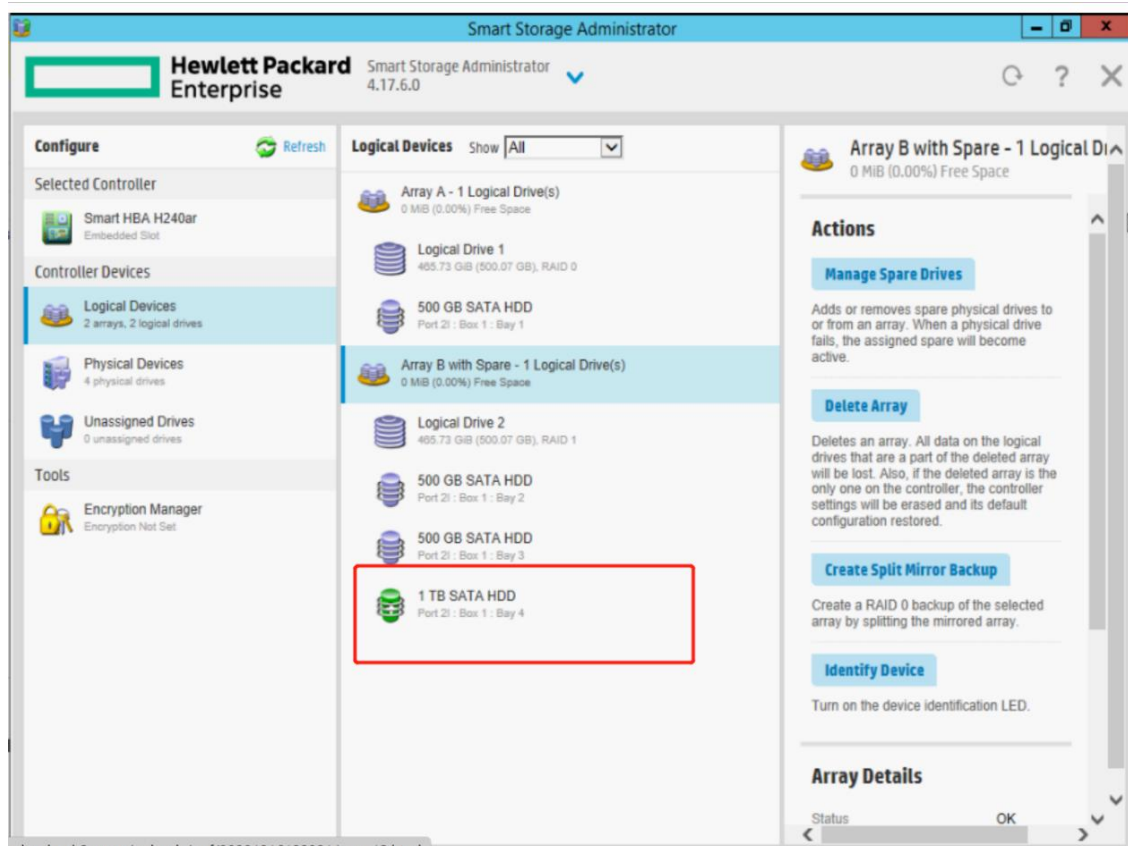 Smart Storage Administrator
Hewlett Packard
Enterprise
Smart Storage Administrator
4.17.6.0
Configure
Refresh
Selected Controller
Smart HBA H240ar
Embedded Slot
Controller Devices
Logical Devices
2 arrays, 2 logical drives
Physical Devices
4 physical drives
Unassigned Drives
0 unassigned drives
Tools
Encryption Manager
Encryption Not Set
Logical Devices Show All
Array A - 1 Logical Drive(s)
0 MiB (0.00%) Free Space
Logical Drive 1
465.73 GiB (500.07 GB), RAID 0
500 GB SATA HDD
Port 2I : Box 1 : Bay 1
Array B with Spare - 1 Logical Drive(s)
0 MiB (0.00%) Free Space
Logical Drive 2
465.73 GiB (500.07 GB), RAID 1
500 GB SATA HDD
Port 2I : Box 1 : Bay 2
500 GB SATA HDD
Port 2I : Box 1 : Bay 3
1 TB SATA HDD
Port 2I : Box 1 : Bay 4
Array B with Spare - 1 Logical
0 MiB (0.00%) Free Space
Actions
Manage Spare Drives
Adds or removes spare physical drives to
or from an array. When a physical drive
fails, the assigned spare will become
active.
Delete Array
Deletes an array. All data on the logical
drives that are a part of the deleted array
will be lost. Also, if the deleted array is the
only one on the controller, the controller
settings will be erased and its default
configuration restored.
Create Split Mirror Backup
Create a RAID 0 backup of the selected
array by splitting the mirrored array.
Identify Device
Turn on the device identification LED.
Array Details
Status OK